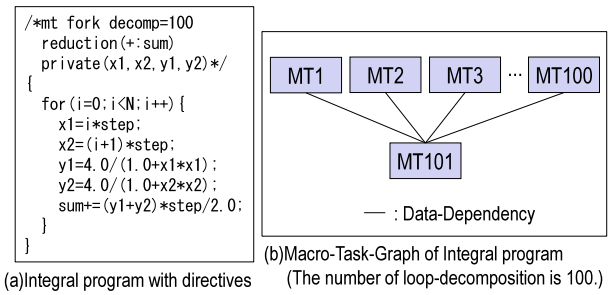 /*mt fork decomp=100
reduction(+:sum)
private(x1,x2,y1,y2)*/
{
for(i=0;i<N;i++){
x1=i*step;
x2=(i+1)*step;
y1=4.0/(1.0+x1*x1);
y2=4.0/(1.0+x2*x2);
sum+=(y1+y2)*step/2.0;
}
}
(a)Integral program with directives
MT1 MT2 MT3 ··· MT100
MT101
— : Data-Dependency
(b)Macro-Task-Graph of Integral program
(The number of loop-decomposition is 100.)